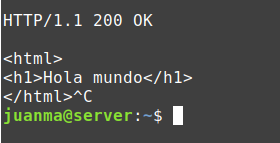 HTTP/1.1 200 OK
<html>
<h1>Hola mundo</h1>
</html>^C
juanma@server:~$